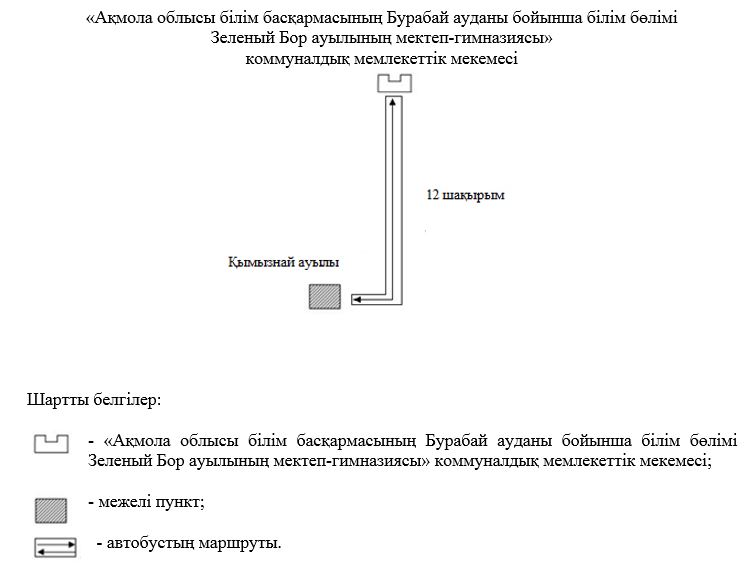 «Ақмола облысы білім басқармасының Бурабай ауданы бойынша білім бөлімі
Зеленый Бор ауылының мектеп-гимназиясы»
коммуналдық мемлекеттік мекемесі
12 шақырым
Қымызнай ауылы
Шартты белгілер:
- «Ақмола облысы білім басқармасының Бурабай ауданы бойынша білім бөлімі
Зеленый Бор ауылының мектеп-гимназиясы» коммуналдық мемлекеттік мекемесі;
- межелі пункт;
- автобустың маршруты.